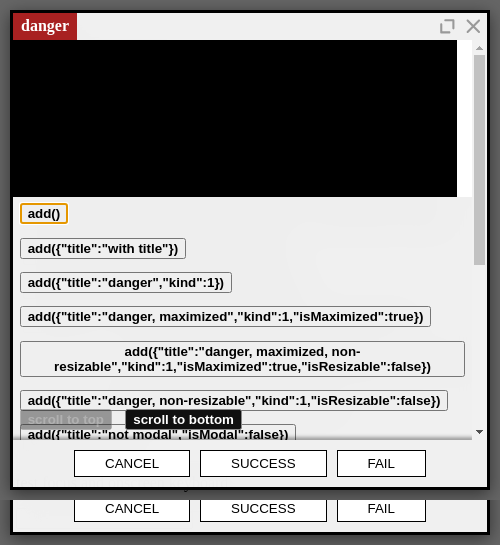 danger
add()
add({"title":"with title"})
add({"title":"danger","kind":1})
add({"title":"danger, maximized","kind":1,"isMaximized":true})
add({"title":"danger, maximized, non-
resizable","kind":1,"isMaximized":true,"isResizable":false})
add({"title":"danger, non-resizable","kind":1,"isResizable":false})
scroll to top
scroll to bottom
add({"title":"not modal","isModal":false})
CANCEL
SUCCESS
FAIL
CANCEL
SUCCESS
FAIL